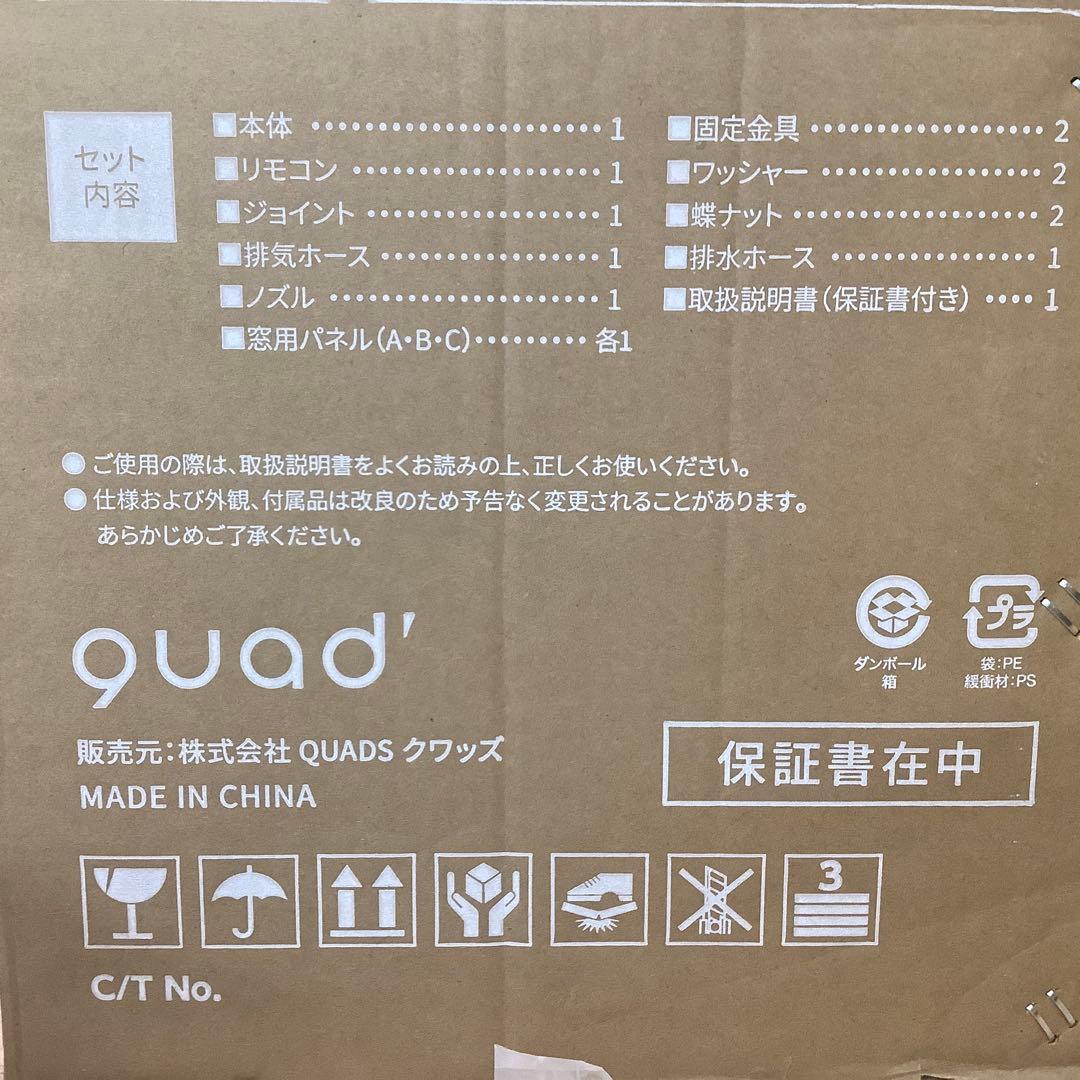 セット
内容
■本体 ････････････････････････････ 1
■リモコン ････････････････････････ 1
■ジョイント ･･････････････････････ 1
■排気ホース ･･････････････････････ 1
■ノズル ･･････････････････････････ 1
■窓用パネル(A・B・C)･････････ 各1
■固定金具 ･･････････････････････ 2
■ワッシャー ････････････････････ 2
■蝶ナット ･･････････････････････ 2
■排水ホース ････････････････････ 1
■取扱説明書(保証書付き) ････ 1
● ご使用の際は、取扱説明書をよくお読みの上、正しくお使いください。
● 仕様および外観、付属品は改良のため予告なく変更されることがあります。
あらかじめご了承ください。
quad'
ダンボール
箱
プラ
袋:PE
緩衝材:PS
販売元:株式会社 QUADS クワッズ
MADE IN CHINA
保証書在中
3
C/T No.